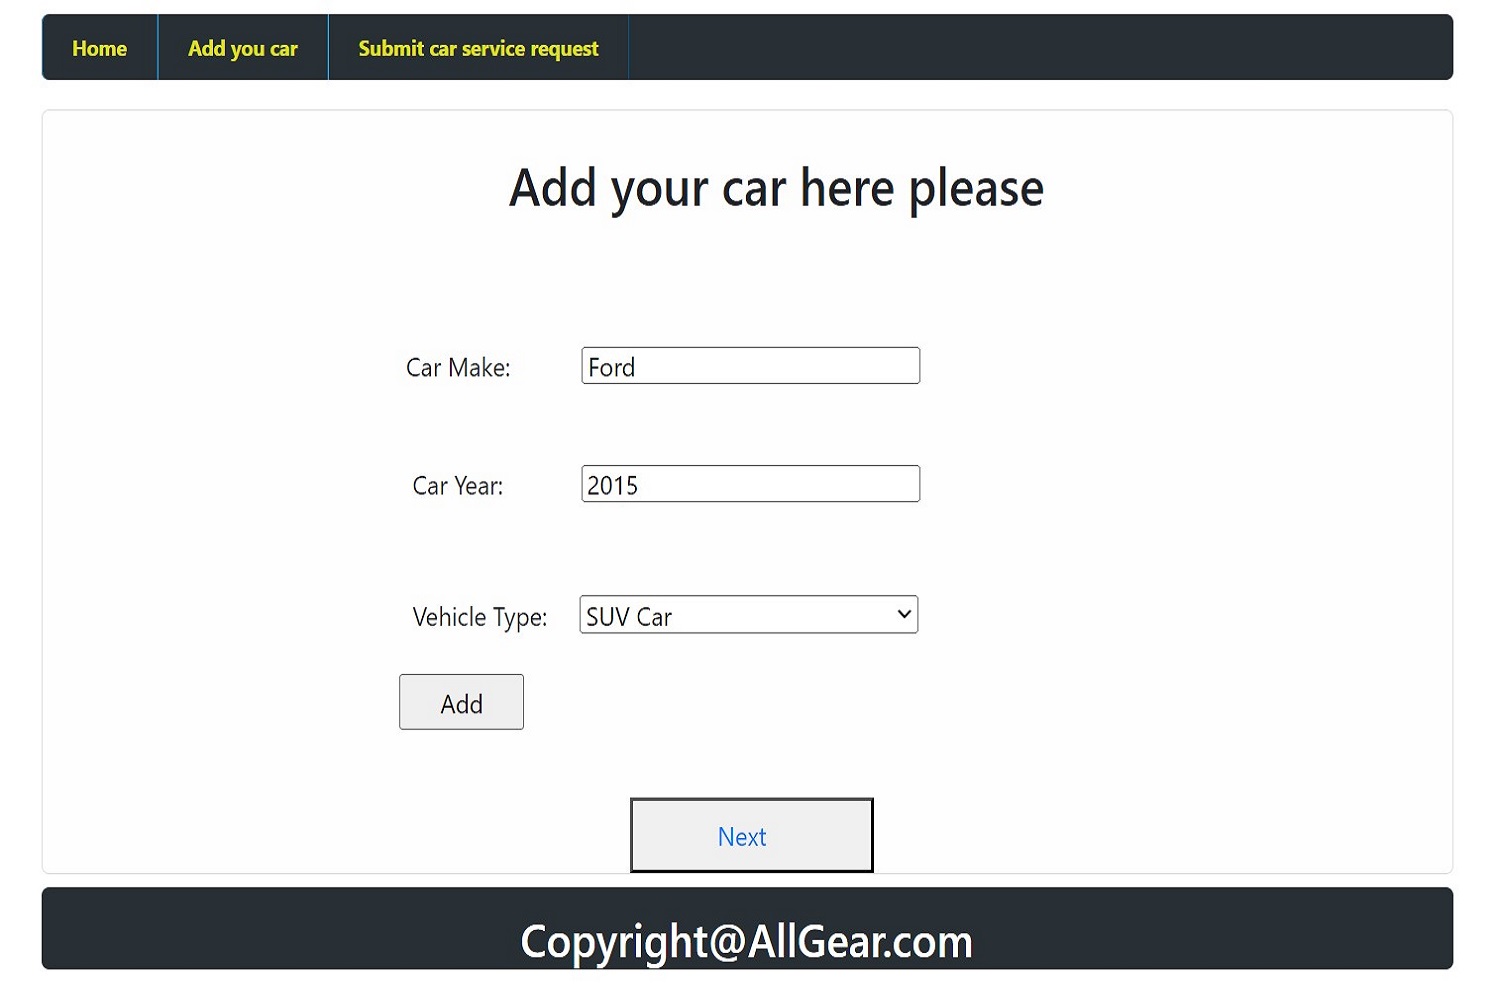 Home Add you car Submit car service request
Add your car here please
Car Make: Ford
Car Year: 2015
Vehicle Type: SUV Car
Add
Next
Copyright@AllGear.com